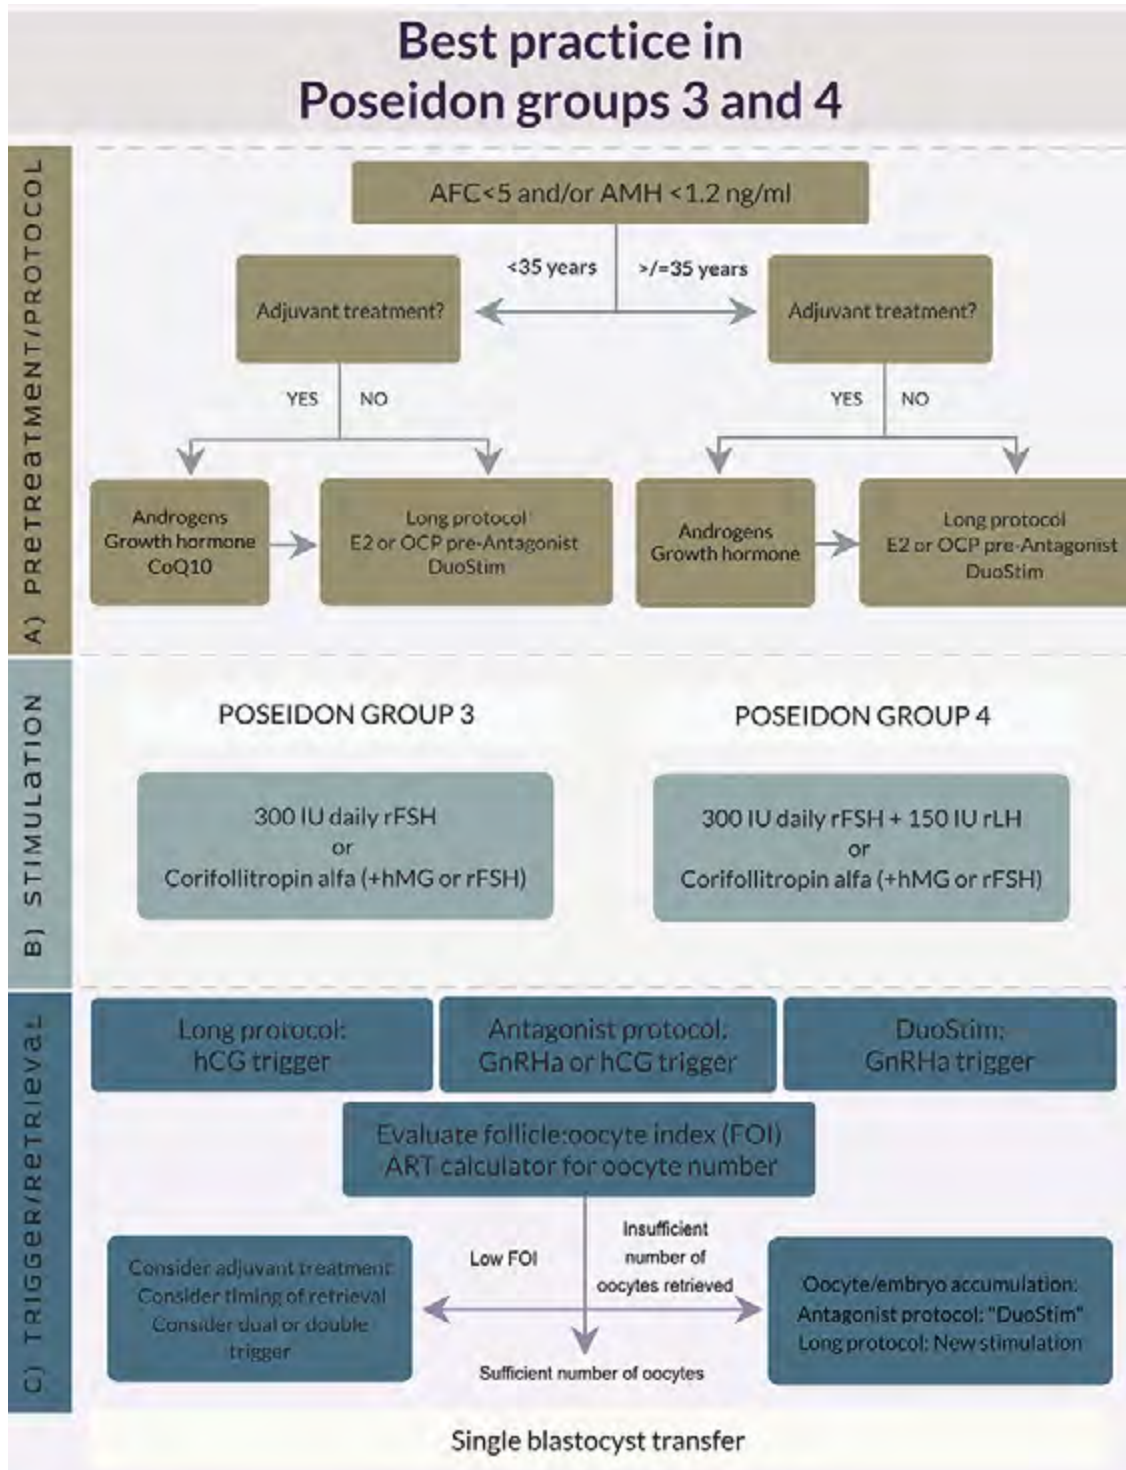 Best practice in
Poseidon groups 3 and 4
A) PRETREATMENT/PROTOCOL
AFC<5 and/or AMH <1.2 ng/ml
<35 years
>/=35 years
Adjuvant treatment?
Adjuvant treatment?
YES
NO
YES
NO
Androgens
Growth hormone
CoQ10
Long protocol
E2 or OCP pre-Antagonist
DuoStim
Androgens
Growth hormone
Long protocol
E2 or OCP pre-Antagonist
DuoStim
B) STIMULATION
POSEIDON GROUP 3
POSEIDON GROUP 4
300 IU daily rFSH
or
Corifollitropin alfa (+hMG or rFSH)
300 IU daily rFSH + 150 IU rLH
or
Corifollitropin alfa (+hMG or rFSH)
C) TRIGGER/RETRIEVAL
Long protocol:
hCG trigger
Antagonist protocol:
GnRHa or hCG trigger
DuoStim:
GnRHa trigger
Evaluate follicle:oocyte index (FOI)
ART calculator for oocyte number
Low FOI
Insufficient
number of
oocytes retrieved
Consider adjuvant treatment
Consider timing of retrieval
Consider dual or double
trigger
Oocyte/embryo accumulation:
Antagonist protocol: "DuoStim"
Long protocol: New stimulation
Sufficient number of oocytes
Single blastocyst transfer